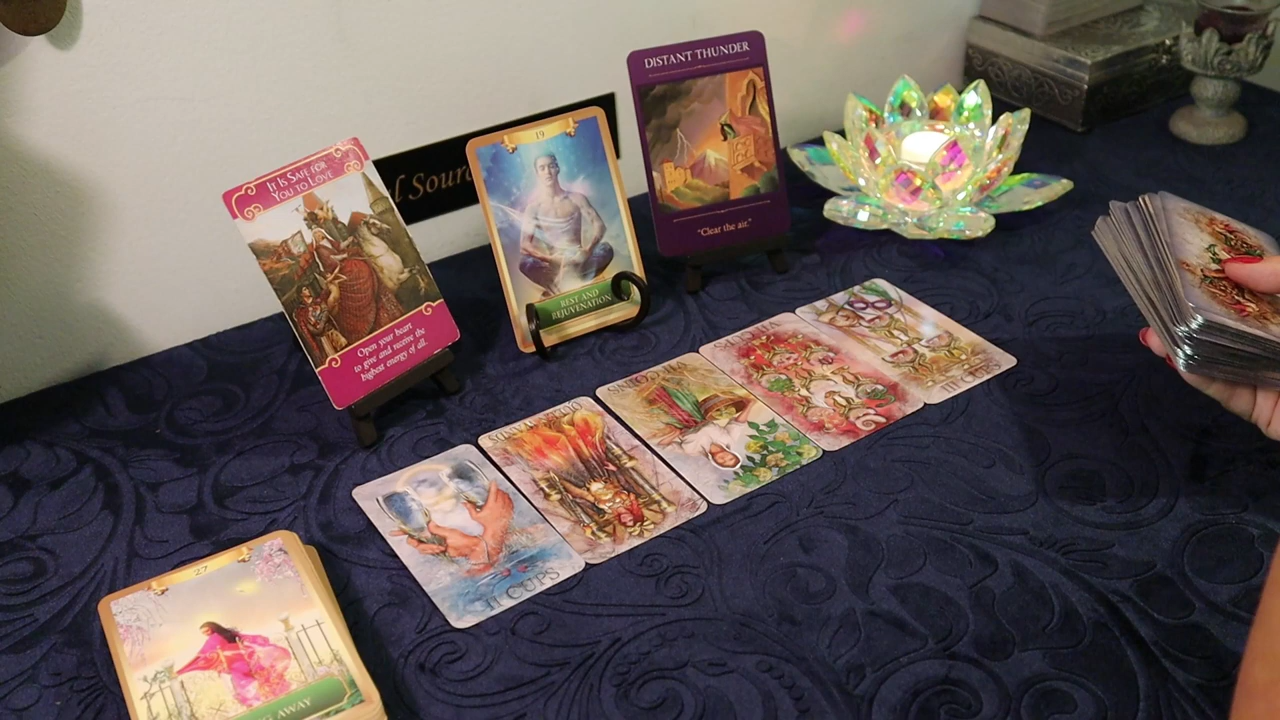 IT IS SAFE FOR
YOU TO LOVE
Open your heart
to give and receive the
highest energy of all.
19
REST AND
REJUVENATION
DISTANT THUNDER
"Clear the air."
II CUPS
III CUPS
27
AWAY